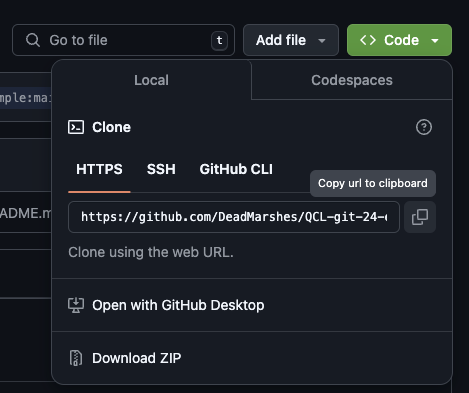 Go to file
t
Add file
<> Code
Local
Codespaces
mple:mai
Clone
HTTPS
SSH
GitHub CLI
Copy url to clipboard
ADME.m
https://github.com/DeadMarshes/QCL-git-24-
Clone using the web URL.
Open with GitHub Desktop
Download ZIP